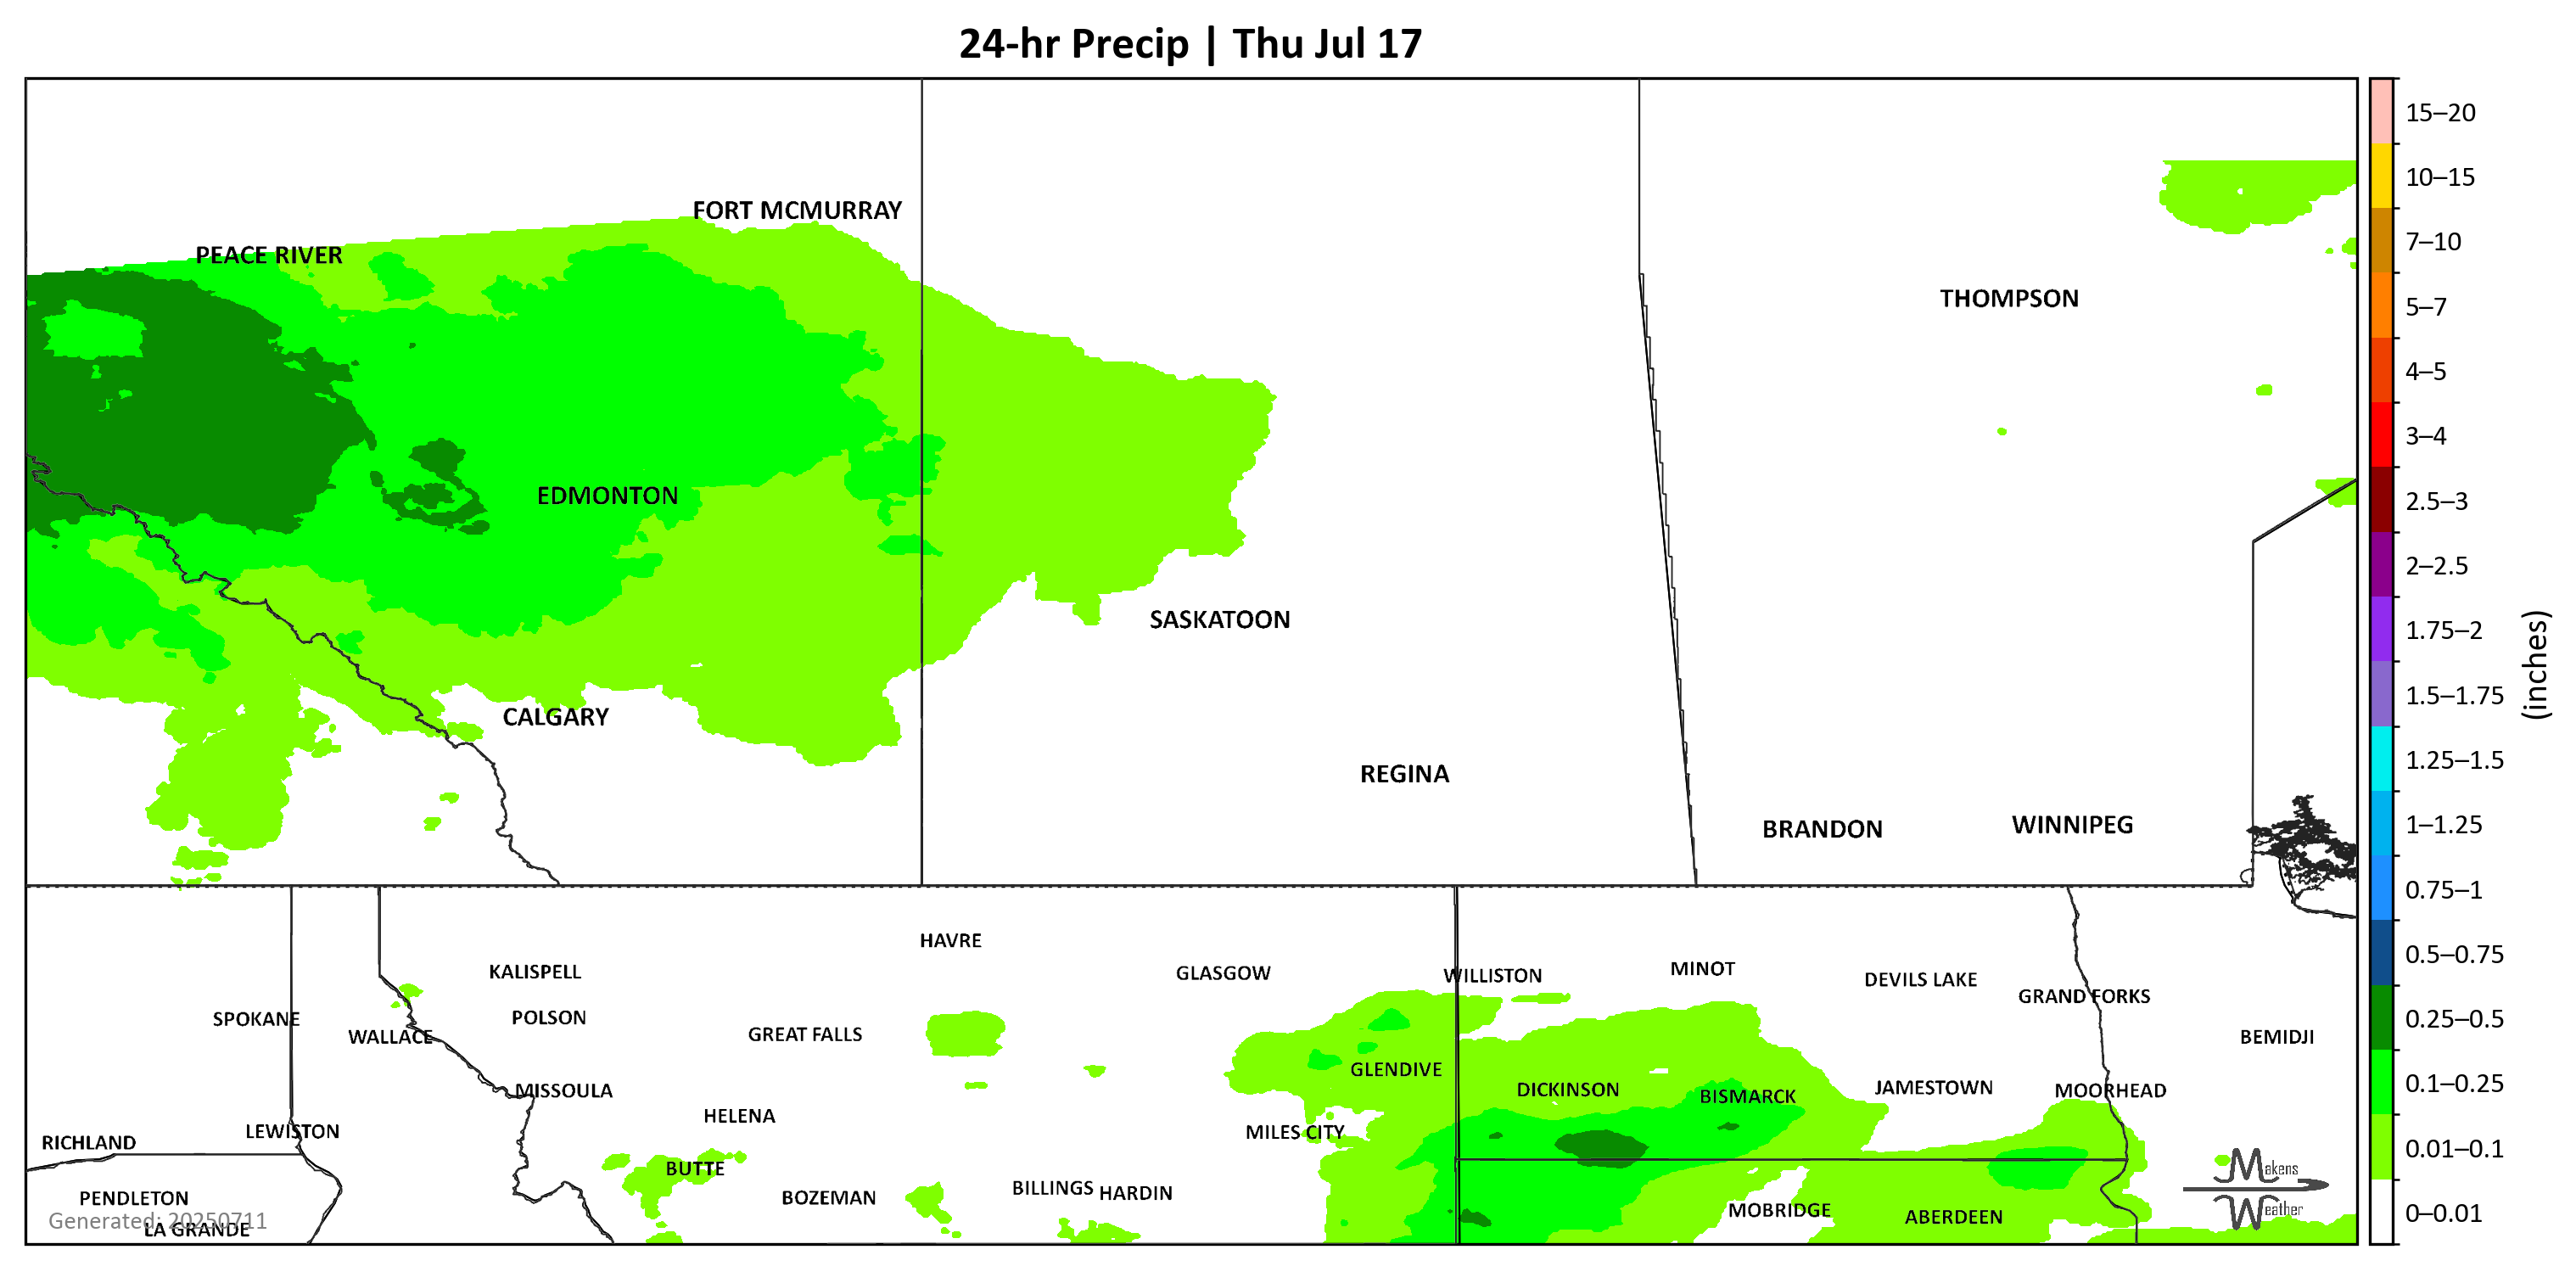 24-hr Precip | Thu Jul 17
FORT MCMURRAY
PEACE RIVER
THOMPSON
EDMONTON
SASKATOON
CALGARY
REGINA
BRANDON
WINNIPEG
HAVRE
KALISPELL
GLASGOW
WILLISTON
MINOT
DEVILS LAKE
GRAND FORKS
SPOKANE
POLSON
WALLACE
GREAT FALLS
BEMIDJI
GLENDIVE
MISSOULA
DICKINSON
BISMARCK
JAMESTOWN
MOORHEAD
HELENA
LEWISTON
MILES CITY
RICHLAND
BUTTE
PENDLETON
BOZEMAN
BILLINGS
HARDIN
MOBRIDGE
ABERDEEN
Generated: 20250711
LA GRANDE
Makens
Weather
15–20
10–15
7–10
5–7
4–5
3–4
2.5–3
2–2.5
1.75–2
1.5–1.75
1.25–1.5
1–1.25
0.75–1
0.5–0.75
0.25–0.5
0.1–0.25
0.01–0.1
0–0.01
(inches)